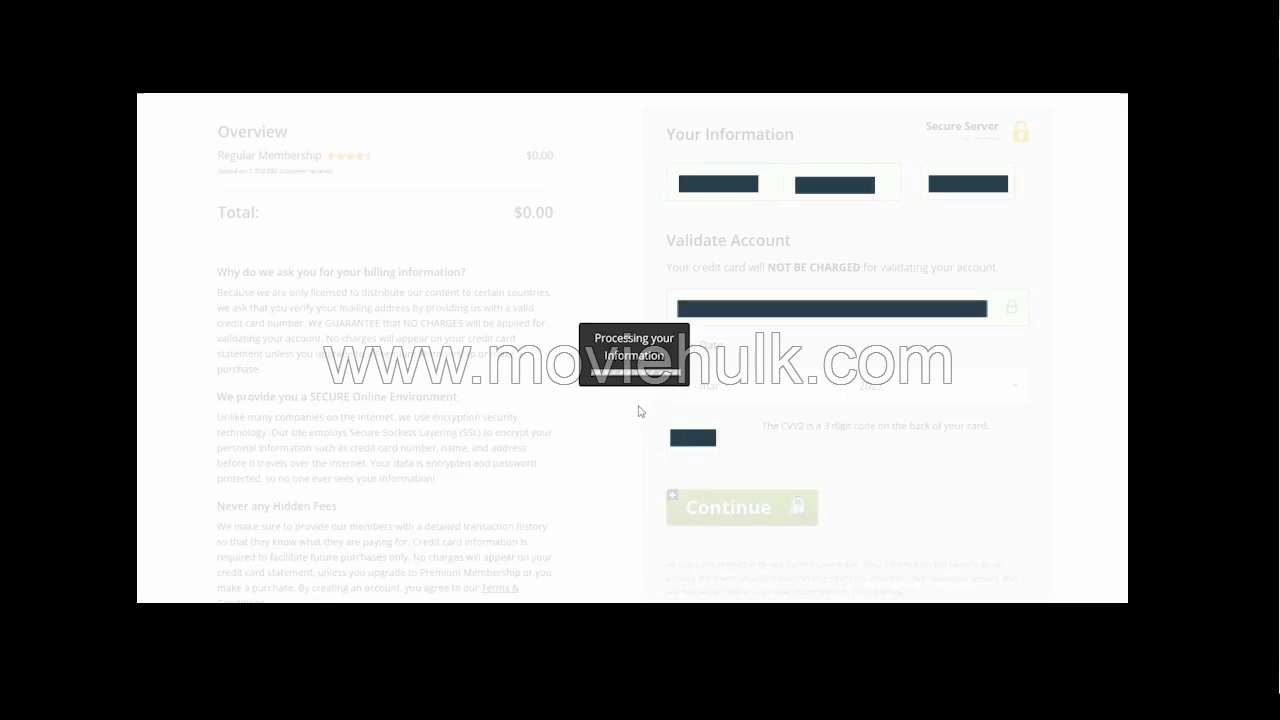 Overview
Regular Membership
$0.00
(based on 1,350,650 customer reviews)
Total:
$0.00
Why do we ask you for your billing information?
Because we are only licensed to distribute our content to certain countries,
we ask that you verify your mailing address by providing us with a valid
credit card number. We GUARANTEE that NO CHARGES will be applied for
validating your account. No charges will appear on your credit card
statement unless you
purchase.
We provide you a SECURE Online Environment
Unlike many companies on the Internet, we use encryption security
technology. Our site employs Secure Sockets Layering (SSL) to encrypt your
personal information such as credit card number, name, and address
before it travels over the Internet. Your data is encrypted and password-
protected, so no one ever sees your information!
Never any Hidden Fees
We make sure to provide our members with a detailed transaction history
so that they know what they are paying for. Credit card information is
required to facilitate future purchases only. No charges will appear on your
credit card statement, unless you upgrade to Premium Membership or you
make a purchase. By creating an account, you agree to our Terms &
Your Information
Secure Server
Validate Account
Your credit card will NOT BE CHARGED for validating your account.
Date
mar
The CVV2 is a 3 digit code on the back of your card.
Continue
Processing your
Information
www.moviehulk.com